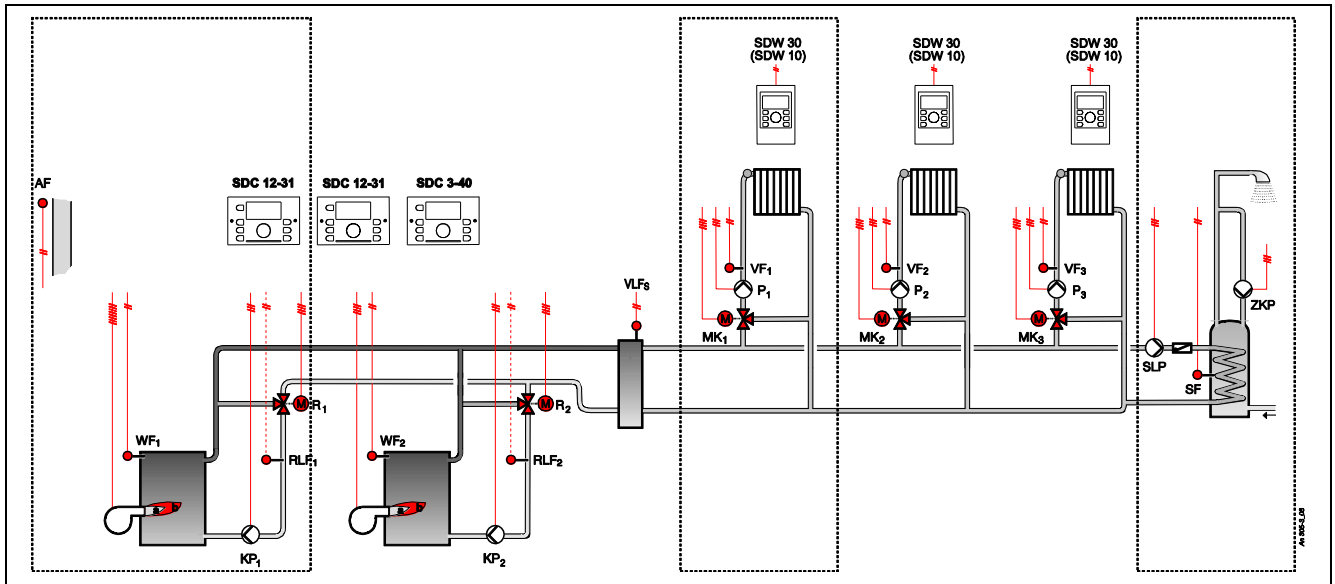 SDW 30
(SDW 10)
SDW 30
(SDW 10)
SDW 30
(SDW 10)
AF
SDC 12-31
SDC 12-31
SDC 3-40
VLFS
VF1
VF2
VF3
P1
P2
P3
ZKP
M
M
M
MK1
MK2
MK3
SLP
SF
M
R1
M
R2
WF1
RLF1
WF2
RLF2
KP1
KP2